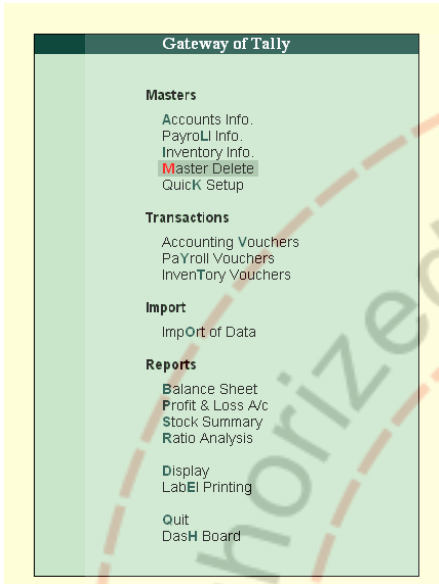 Gateway of Tally
Masters
Accounts Info.
PayroLl Info.
Inventory Info.
Master Delete
QuicK Setup
Transactions
Accounting Vouchers
PaYroll Vouchers
InvenTory Vouchers
Import
ImpOrt of Data
Reports
Balance Sheet
Profit & Loss A/c
Stock Summary
Ratio Analysis
Display
LabEl Printing
Quit
DasH Board
horized